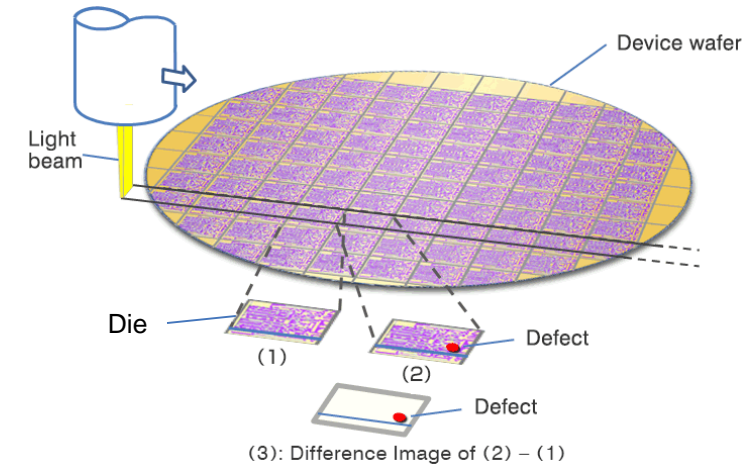 Device wafer
Light
beam
Die
(1)
(2)
Defect
Defect
(3): Difference Image of (2) – (1)